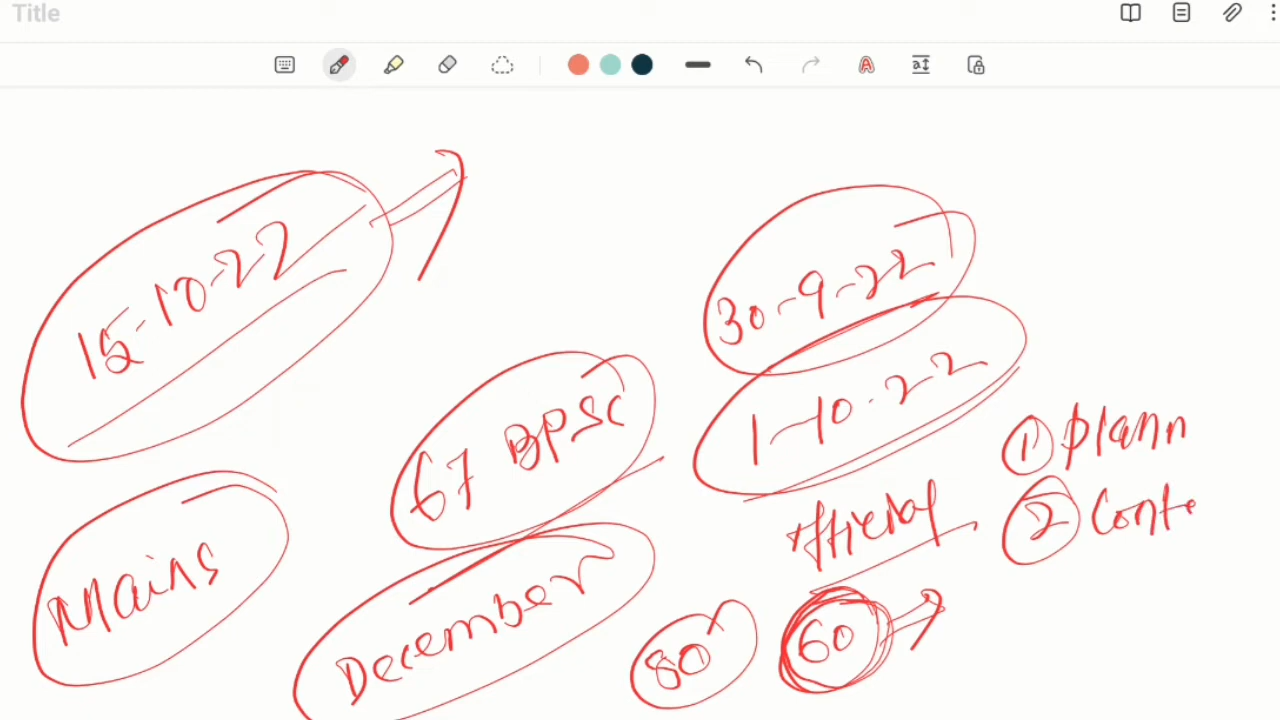 Title
15-10-22
30-9-22
1-10-22
67 BPSC
① Plann
② Conte
Mains
December
80
60